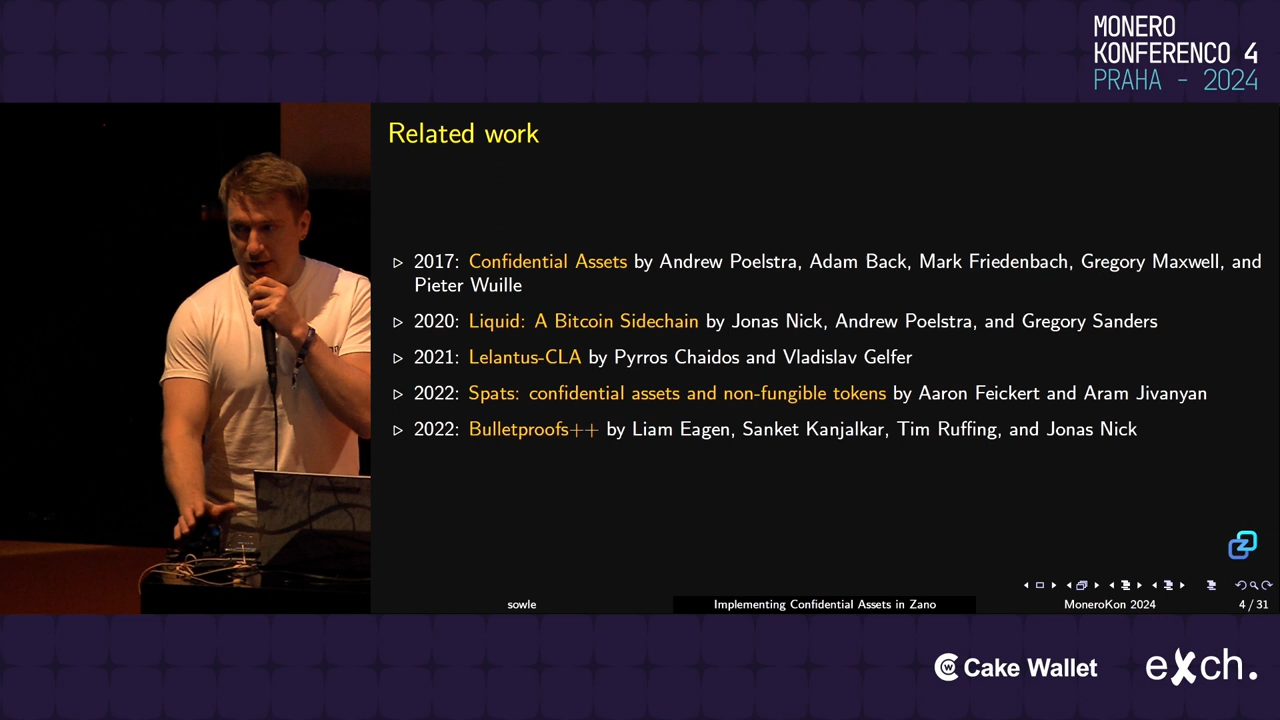 MONERO
KONFERENCO 4
PRAHA - 2024
Related work
2017: Confidential Assets by Andrew Poelstra, Adam Back, Mark Friedenbach, Gregory Maxwell, and
Pieter Wuille
2020: Liquid: A Bitcoin Sidechain by Jonas Nick, Andrew Poelstra, and Gregory Sanders
2021: Lelantus-CLA by Pyrros Chaidos and Vladislav Gelfer
2022: Spats: confidential assets and non-fungible tokens by Aaron Feickert and Aram Jivanyan
2022: Bulletproofs++ by Liam Eagen, Sanket Kanjalkar, Tim Ruffing, and Jonas Nick
sowle Implementing Confidential Assets in Zano MoneroKon 2024 4 / 31
Cake Wallet
eXch.